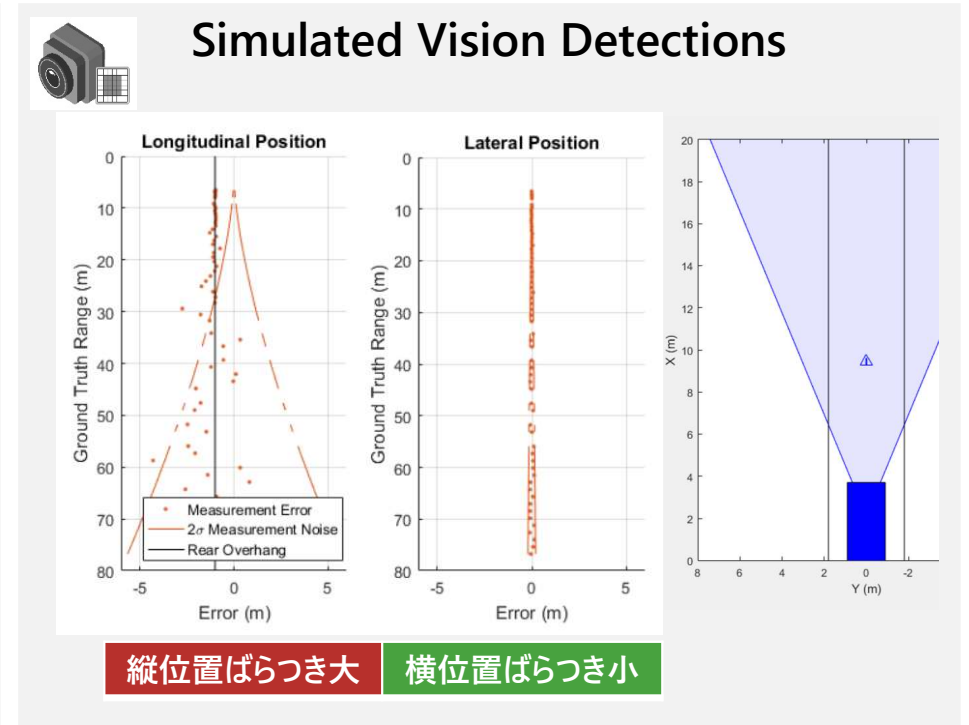 Simulated Vision Detections
Longitudinal Position
0
10
20
30
40
50
60
70
80
Ground Truth Range (m)
-5 0 5
Error (m)
Measurement Error
2σ Measurement Noise
Rear Overhang
Lateral Position
0
10
20
30
40
50
60
70
80
Ground Truth Range (m)
-5 0 5
Error (m)
20
18
16
14
12
10
8
6
4
2
0
X (m)
8 6 4 2 0 -2
Y (m)
縦位置ばらつき大
横位置ばらつき小